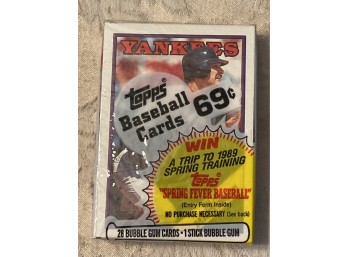 YANKEES
Topps
Baseball
Cards 69¢
WIN
A TRIP TO 1989
SPRING TRAINING
Topps
"SPRING FEVER BASEBALL"
(Entry Form Inside)
NO PURCHASE NECESSARY (See back)
28 BUBBLE GUM CARDS • 1 STICK BUBBLE GUM